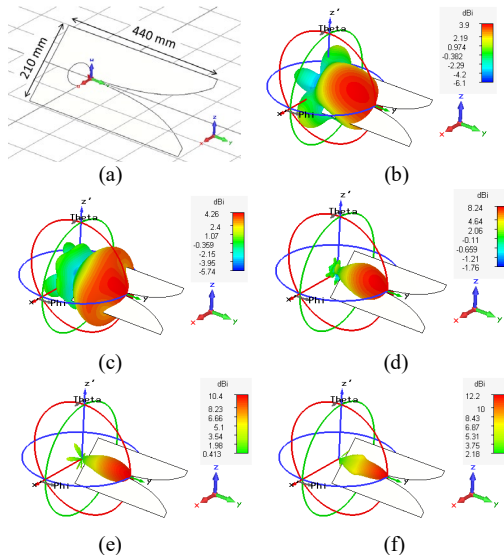 440 mm
210 mm
z
x
y
(a)
dBi
3.9
2.19
0.974
-0.382
-2.29
-4.2
-6.1
z'
Theta
x
Phi
y
z
x
y
(b)
dBi
4.26
2.4
1.07
-0.359
-2.15
-3.95
-5.74
z'
Theta
x
Phi
y
z
x
y
(c)
dBi
8.24
4.64
2.06
-0.11
-0.659
-1.21
-1.76
z'
Theta
x
Phi
y
z
x
y
(d)
dBi
10.4
8.23
6.66
5.1
3.54
1.98
0.413
z'
Theta
x
Phi
y
z
x
y
(e)
dBi
12.2
10
8.43
6.87
5.31
3.75
2.18
z'
Theta
x
Phi
y
z
x
y
(f)